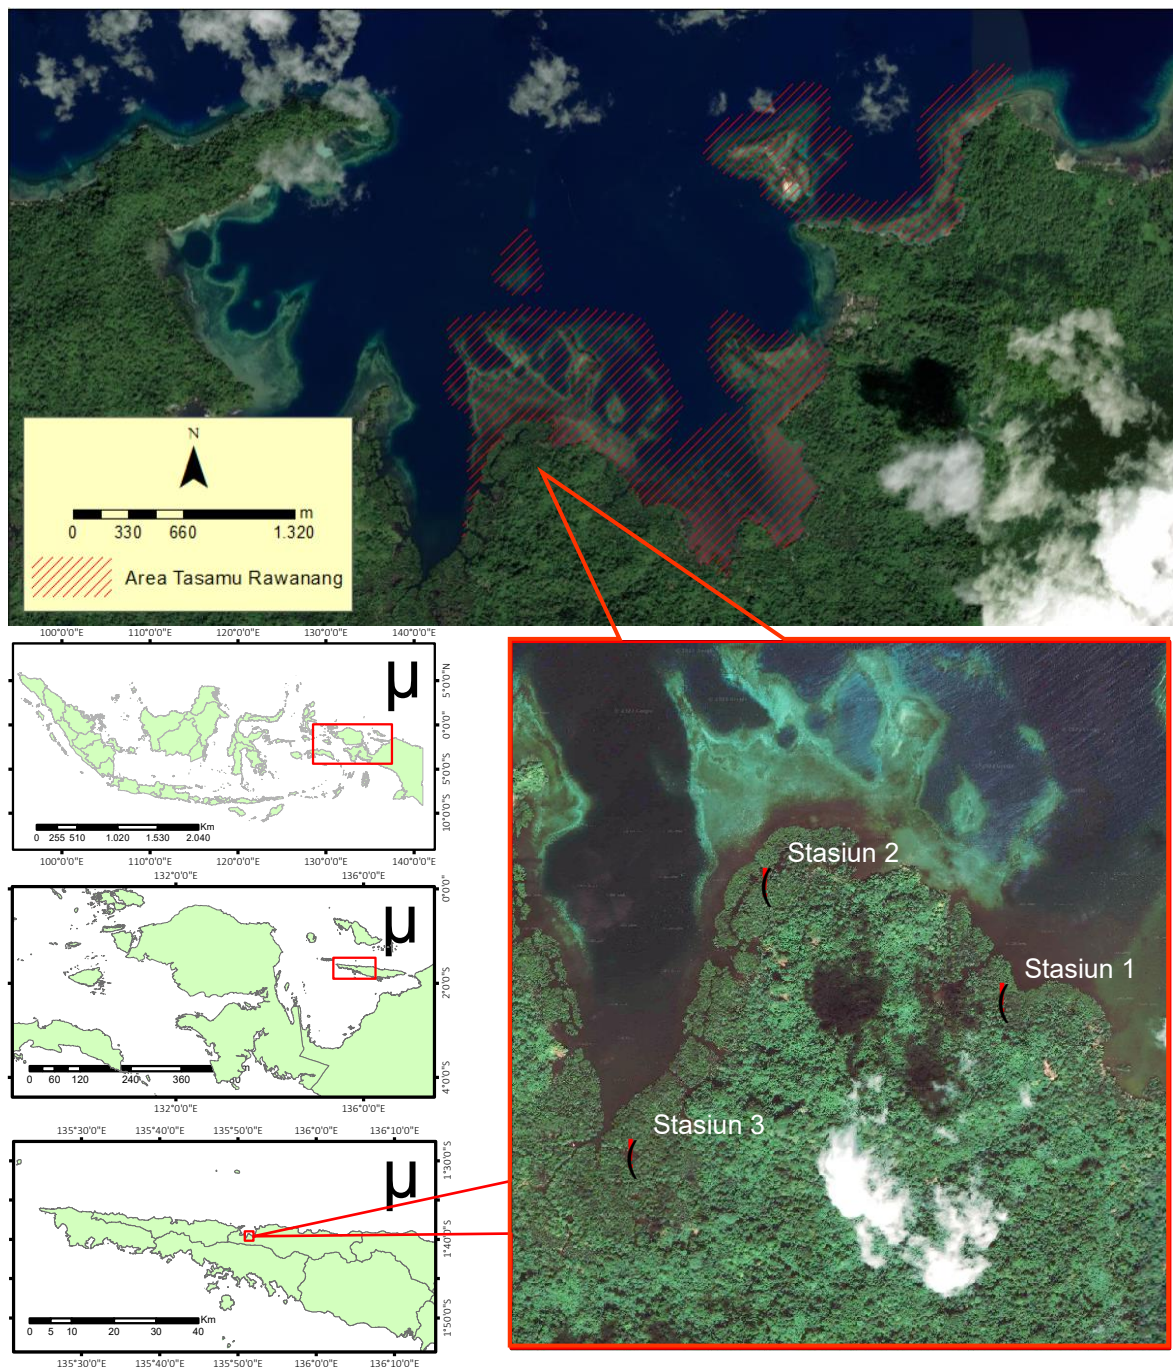 N
m
0 330 660 1.320
Area Tasamu Rawanang
100°0'0"E 110°0'0"E 120°0'0"E 130°0'0"E 140°0'0"E
µ
5°0'0"N
0°0'0"
5°0'0"S
10°0'0"S
Km
0 255 510 1.020 1.530 2.040
100°0'0"E 110°0'0"E 120°0'0"E 130°0'0"E 140°0'0"E
132°0'0"E 136°0'0"E
µ
0°0'0"
2°0'0"S
4°0'0"S
0 60 120 240 360
132°0'0"E 136°0'0"E
135°30'0"E 135°40'0"E 135°50'0"E 136°0'0"E 136°10'0"E
µ
1°30'0"S
1°40'0"S
1°50'0"S
Km
0 5 10 20 30 40
135°30'0"E 135°40'0"E 135°50'0"E 136°0'0"E 136°10'0"E
Stasiun 2
Stasiun 1
Stasiun 3